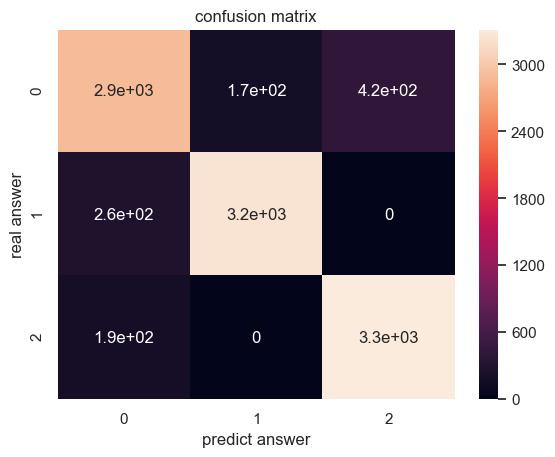 confusion matrix
real answer
0
2.9e+03
1.7e+02
4.2e+02
1
2.6e+02
3.2e+03
0
2
1.9e+02
0
3.3e+03
0
1
2
predict answer
3000
2400
1800
1200
600
0